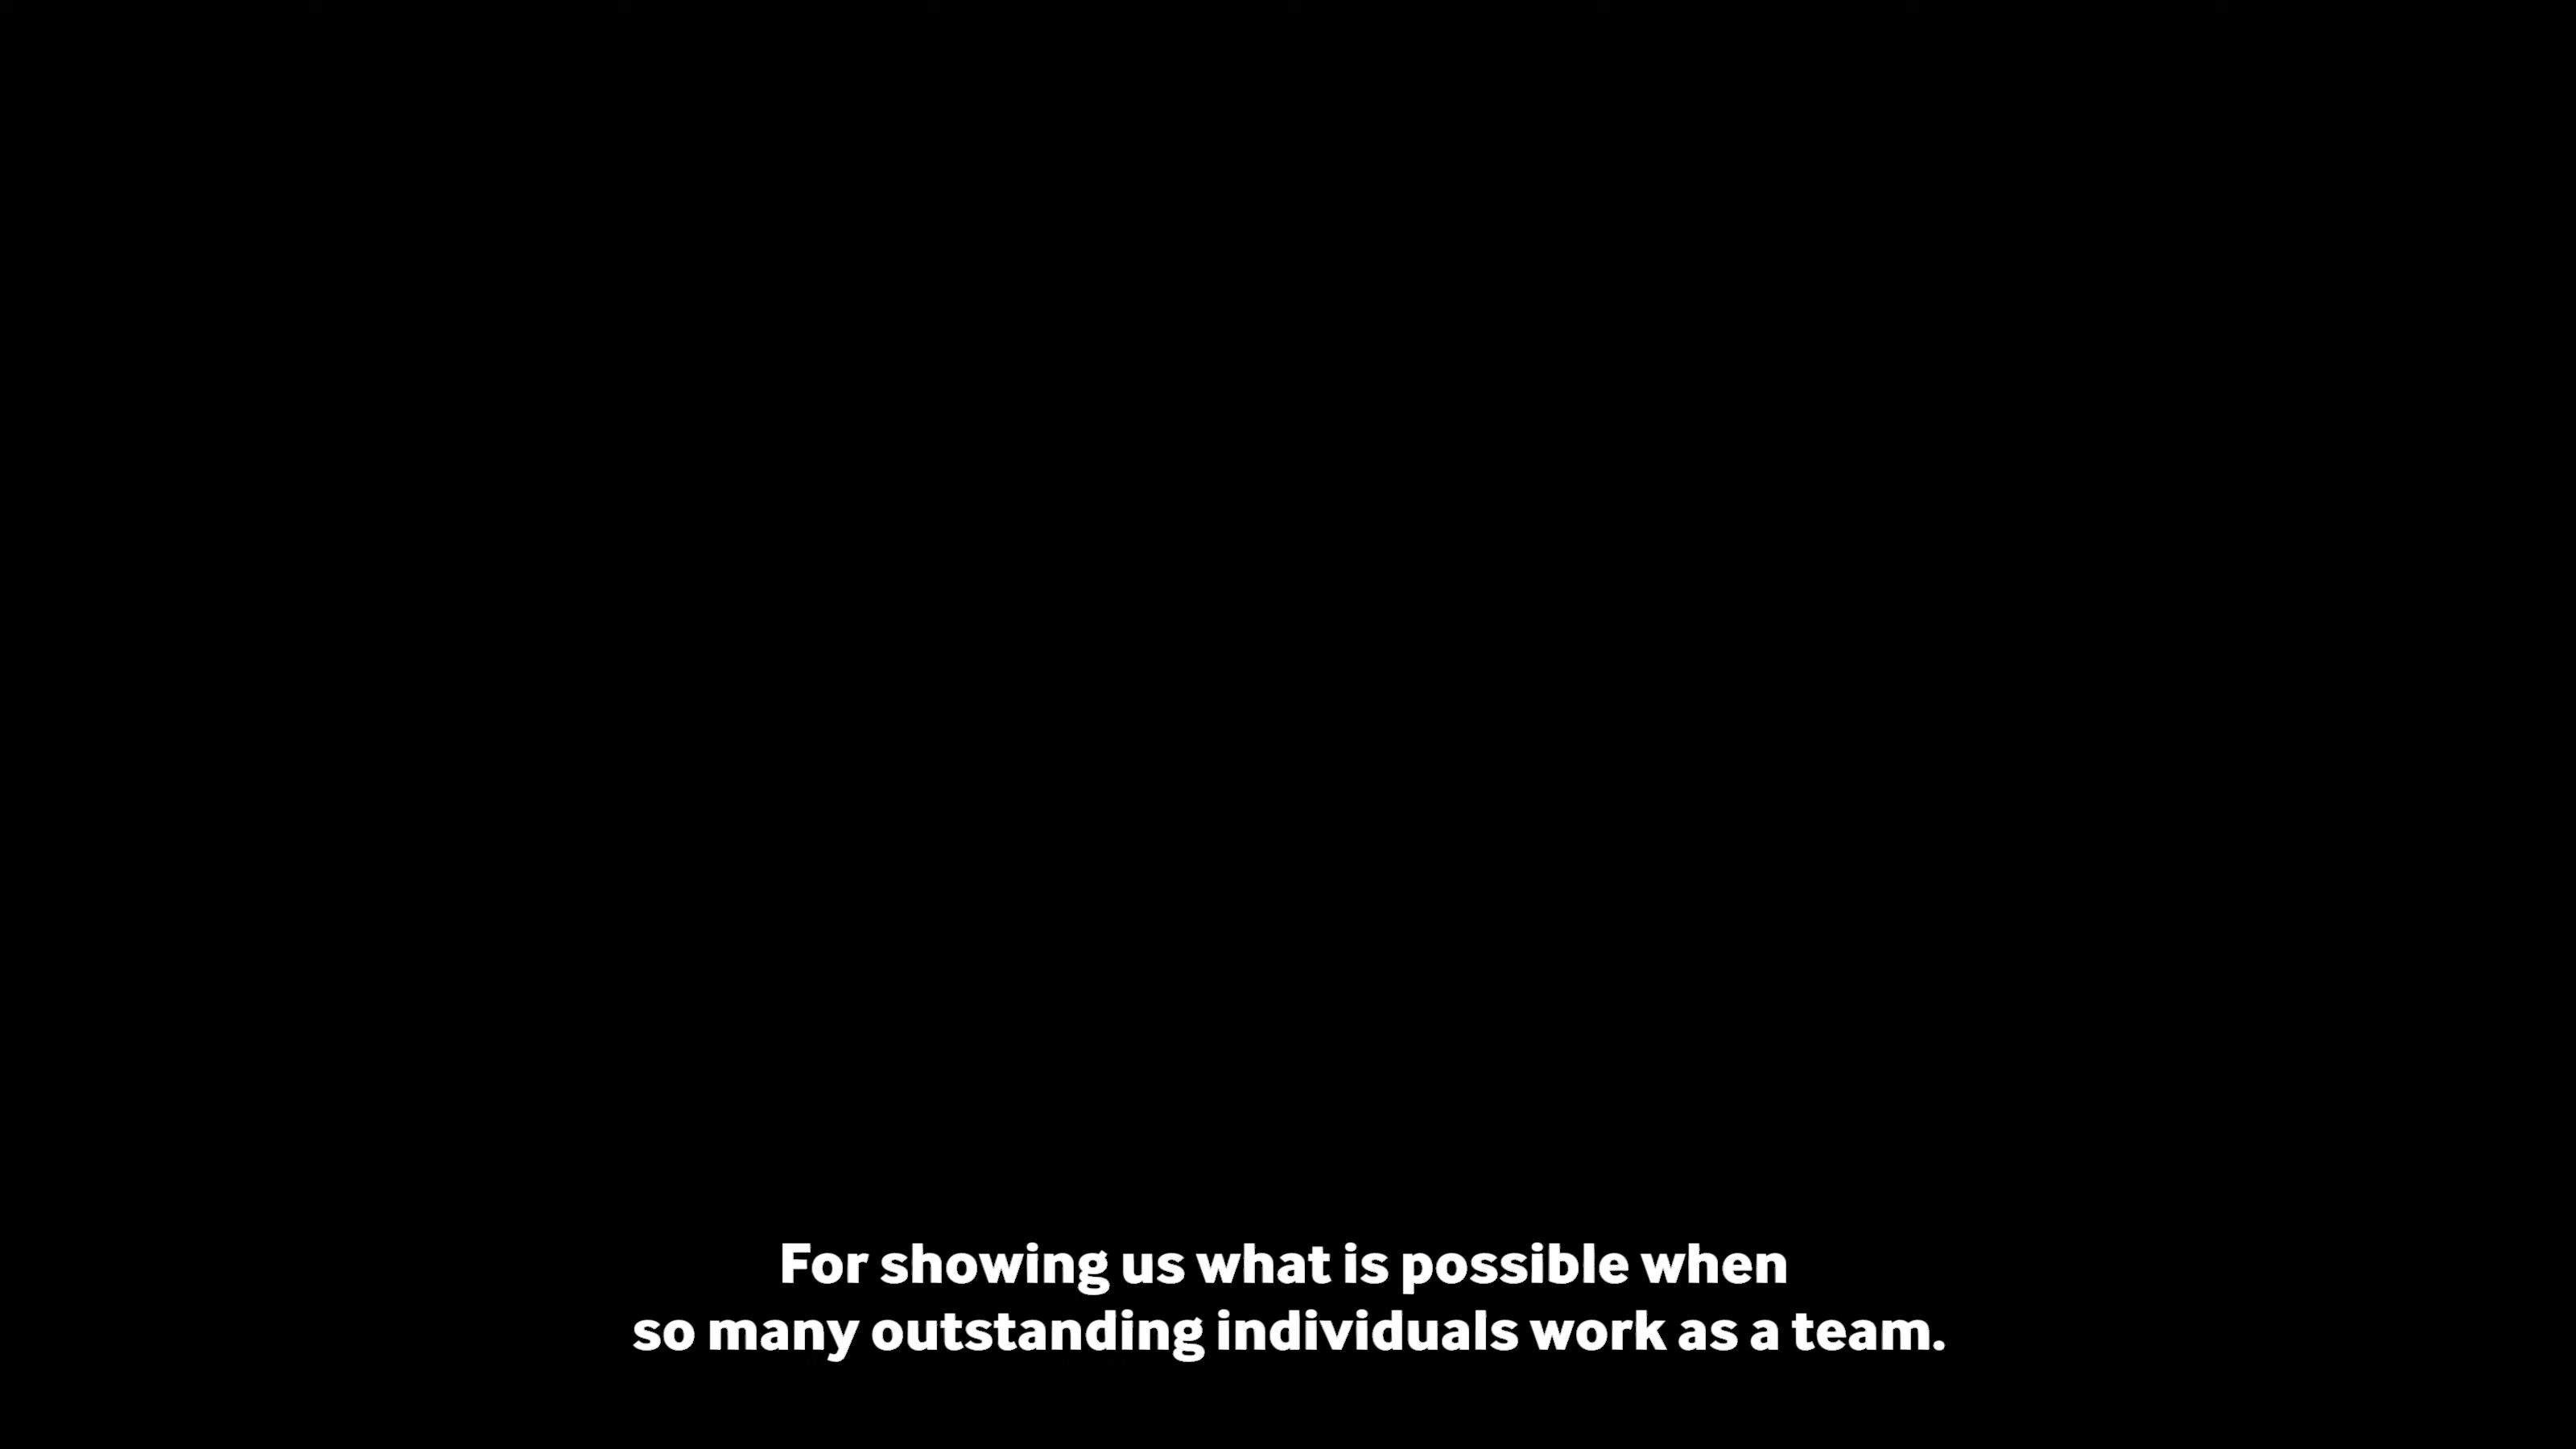 For showing us what is possible when
so many outstanding individuals work as a team.